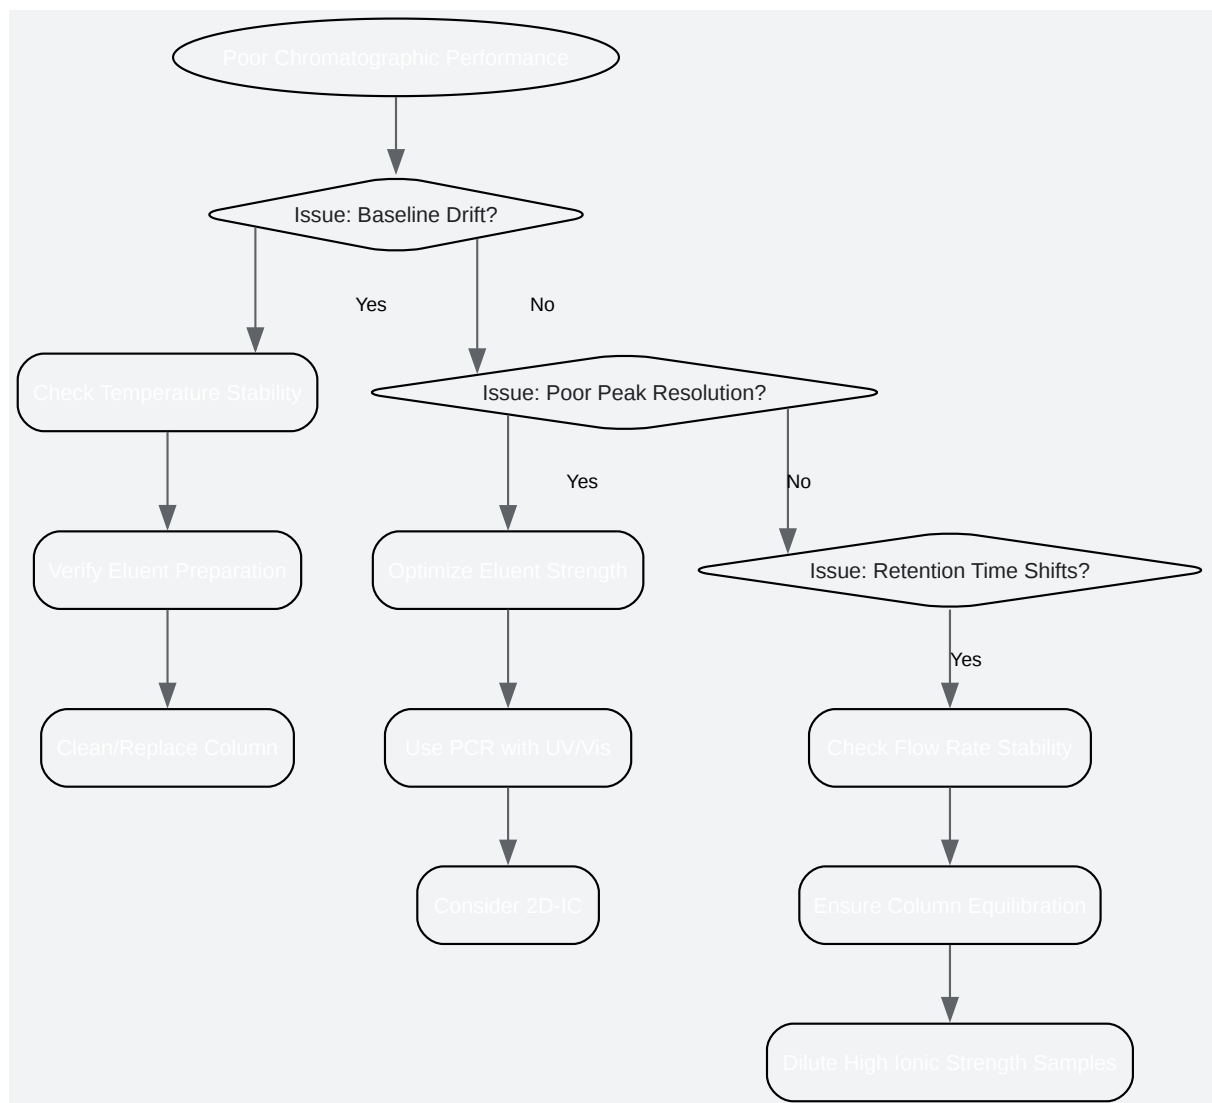 Poor Chromatographic Performance
Issue: Baseline Drift?
Yes
No
Check Temperature Stability
Issue: Poor Peak Resolution?
Yes
No
Verify Eluent Preparation
Optimize Eluent Strength
Issue: Retention Time Shifts?
Yes
Clean/Replace Column
Use PCR with UV/Vis
Check Flow Rate Stability
Consider 2D-IC
Ensure Column Equilibration
Dilute High Ionic Strength Samples